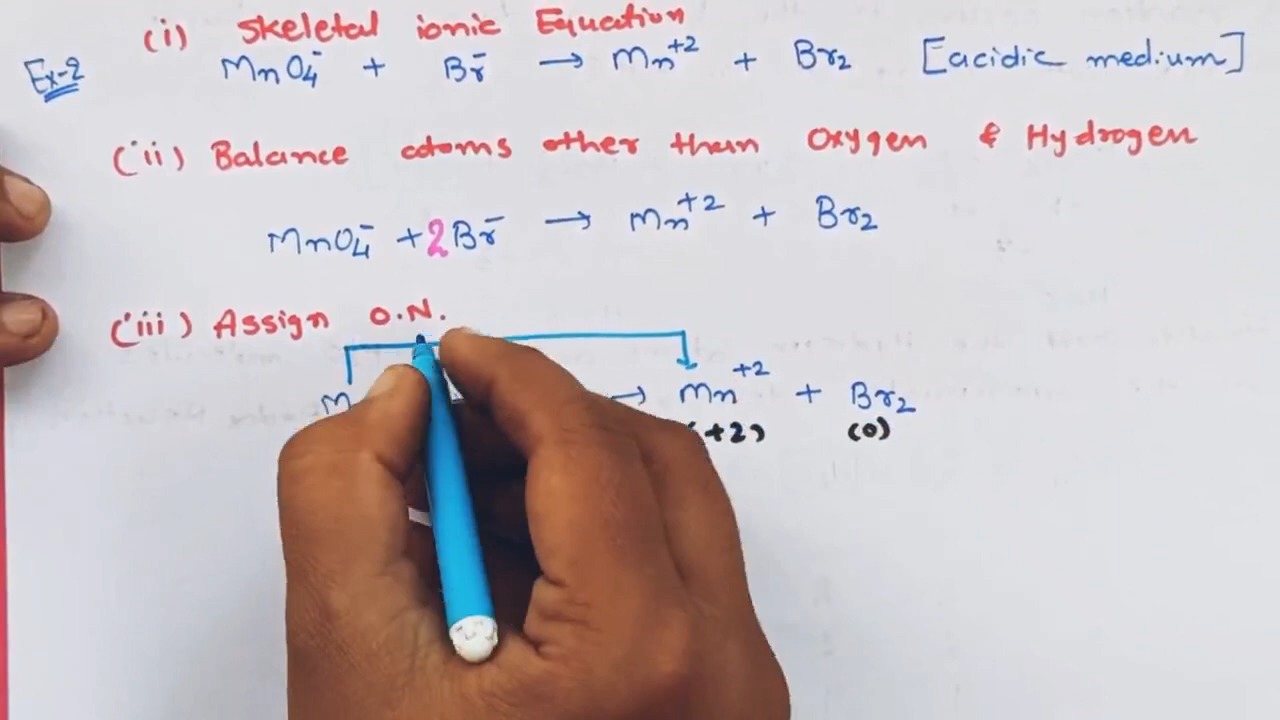 (i) Skeletal ionic Equation
Ex-2 MnO₄⁻ + Br⁻ → Mn⁺² + Br₂ [acidic medium]
(ii) Balance atoms other than Oxygen & Hydrogen
MnO₄⁻ + 2Br⁻ → Mn⁺² + Br₂
(iii) Assign O.N.
M → Mn⁺² + Br₂
(+2) (0)